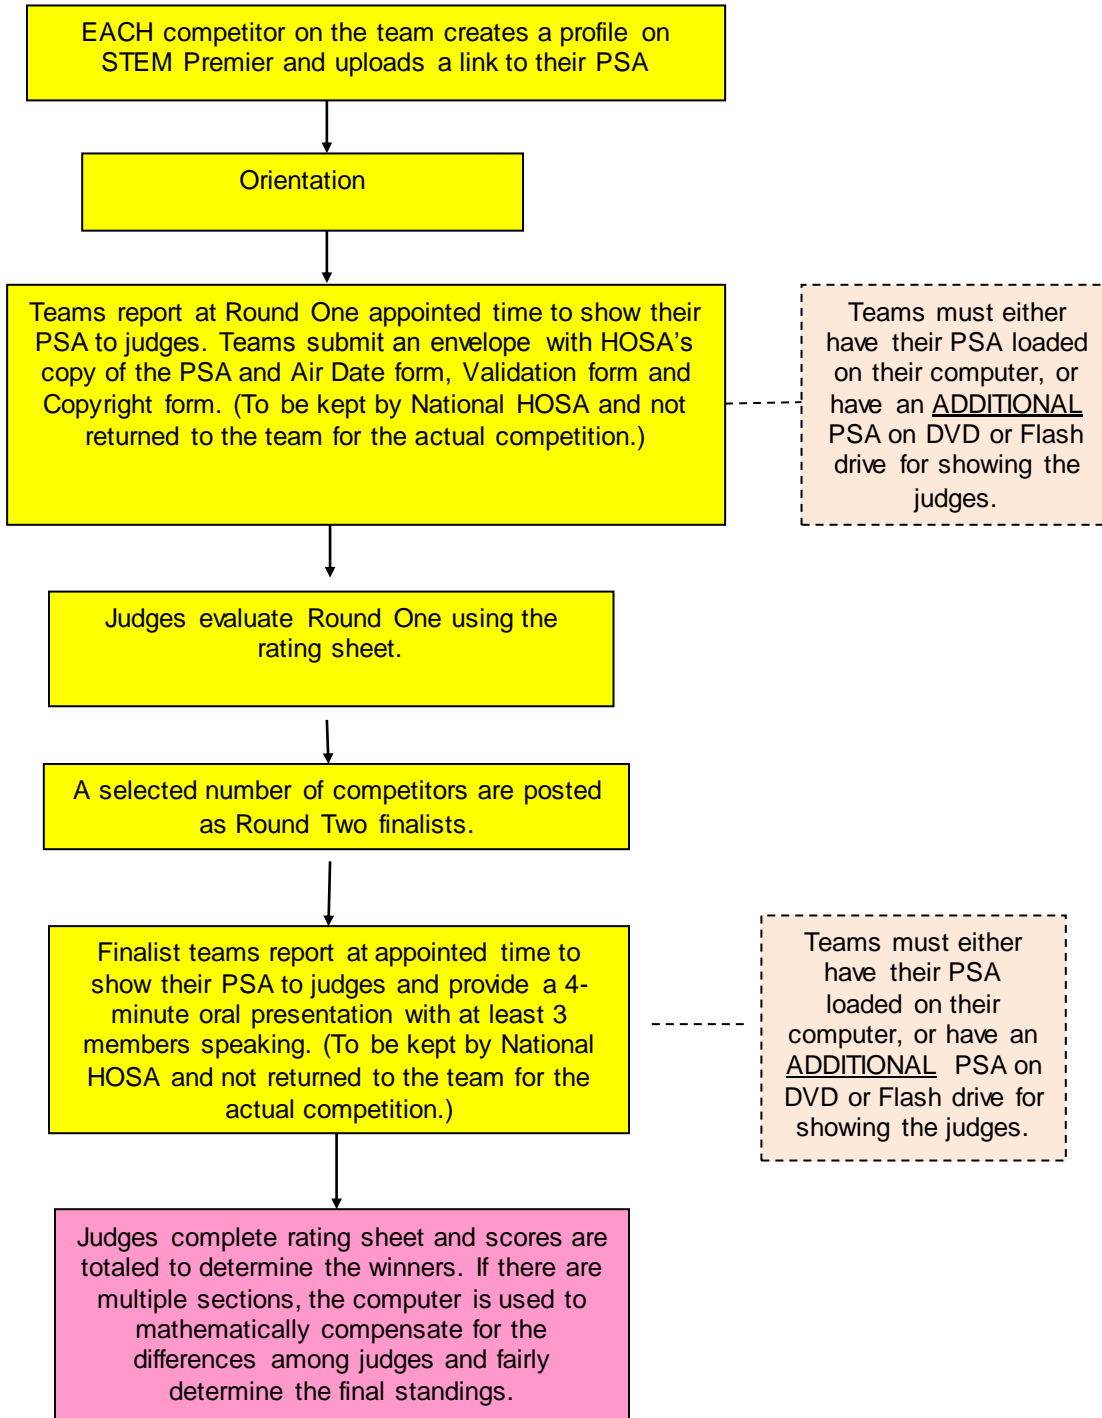 EACH competitor on the team creates a profile on
STEM Premier and uploads a link to their PSA
Orientation
Teams report at Round One appointed time to show their
PSA to judges. Teams submit an envelope with HOSA’s
copy of the PSA and Air Date form, Validation form and
Copyright form. (To be kept by National HOSA and not
returned to the team for the actual competition.)
Teams must either
have their PSA loaded
on their computer, or
have an ADDITIONAL
PSA on DVD or Flash
drive for showing the
judges.
Judges evaluate Round One using the
rating sheet.
A selected number of competitors are posted
as Round Two finalists.
Finalist teams report at appointed time to
show their PSA to judges and provide a 4-
minute oral presentation with at least 3
members speaking. (To be kept by National
HOSA and not returned to the team for the
actual competition.)
Teams must either
have their PSA
loaded on their
computer, or have an
ADDITIONAL PSA on
DVD or Flash drive for
showing the judges.
Judges complete rating sheet and scores are
totaled to determine the winners. If there are
multiple sections, the computer is used to
mathematically compensate for the
differences among judges and fairly
determine the final standings.